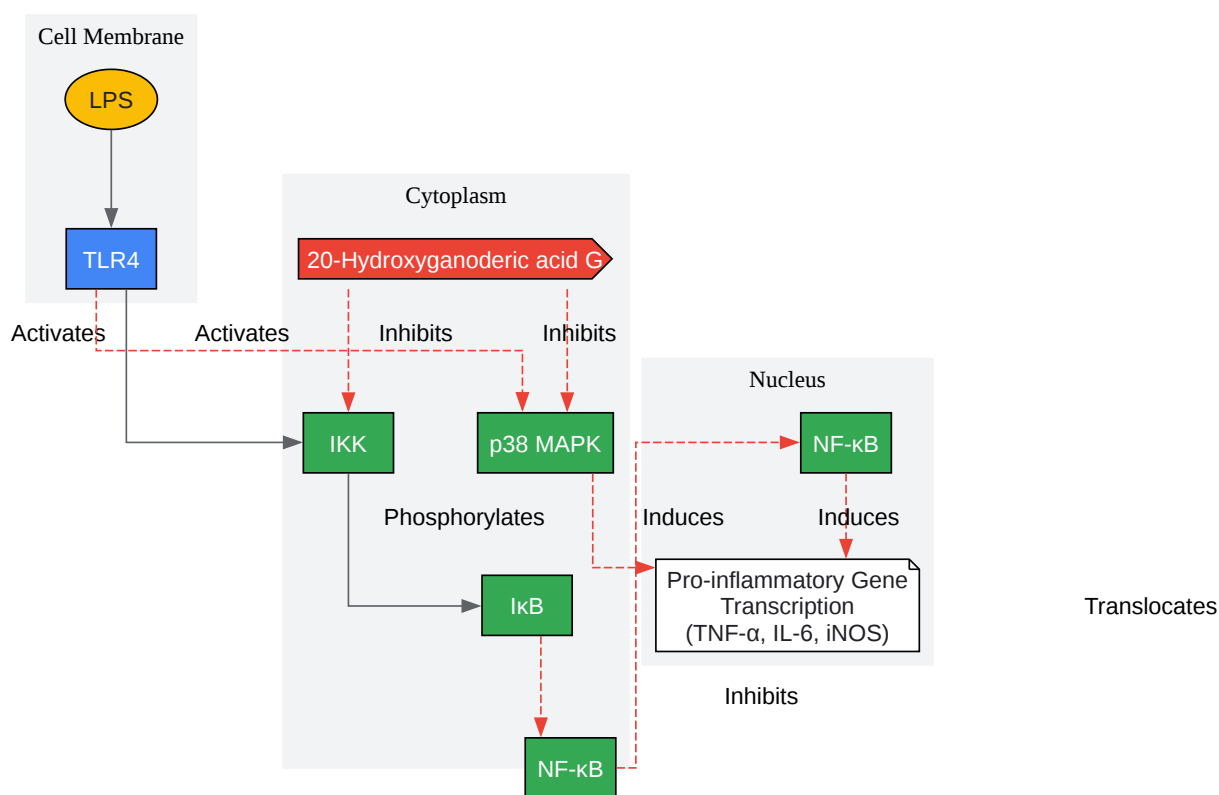 Cell Membrane
LPS
TLR4
Cytoplasm
20-Hydroxyganoderic acid G
Activates
Activates
Inhibits
Inhibits
Nucleus
IKK
p38 MAPK
NF-κB
Phosphorylates
Induces
Induces
IκB
Pro-inflammatory Gene
Transcription
(TNF-α, IL-6, iNOS)
Translocates
Inhibits
NF-κB